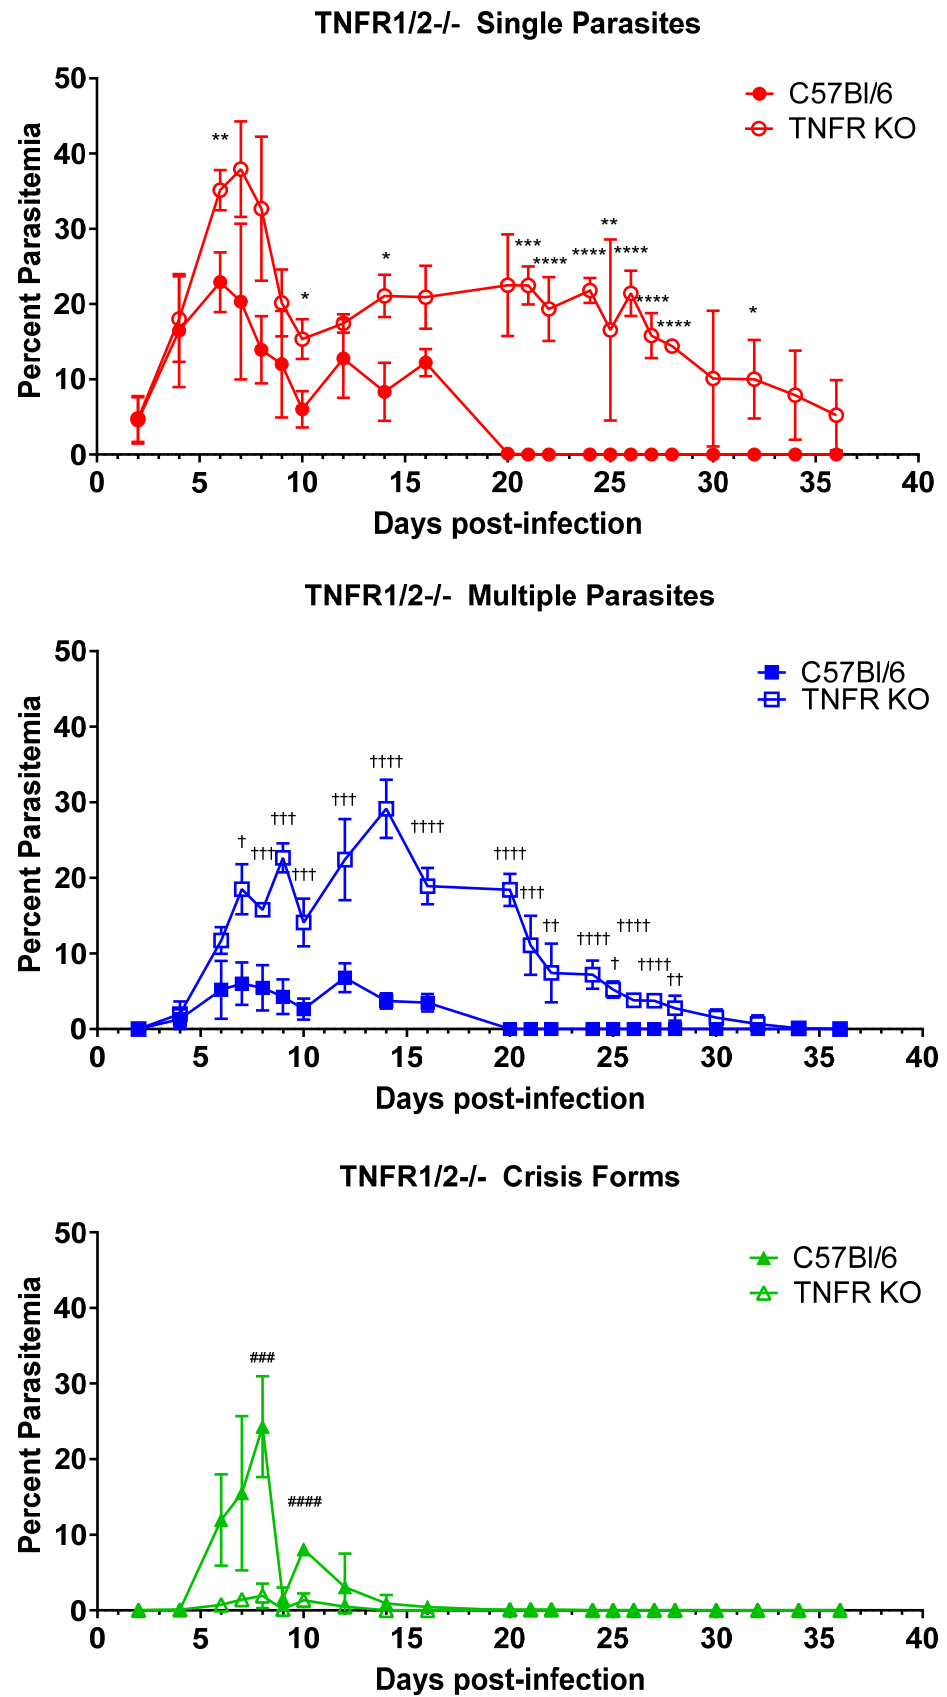 TNFR1/2-/-  Single Parasites
50
40
30
20
10
0
Percent Parasitemia
C57Bl/6
TNFR KO
**
*
*
***
****
****
**
****
****
****
*
0 5 10 15 20 25 30 35 40
Days post-infection
TNFR1/2-/-  Multiple Parasites
50
40
30
20
10
0
Percent Parasitemia
C57Bl/6
TNFR KO
†
†††
†††
†††
†††
††††
††††
††††
†††
††
††††
†
††††
††††
††
0 5 10 15 20 25 30 35 40
Days post-infection
TNFR1/2-/-  Crisis Forms
50
40
30
20
10
0
Percent Parasitemia
C57Bl/6
TNFR KO
###
####
0 5 10 15 20 25 30 35 40
Days post-infection